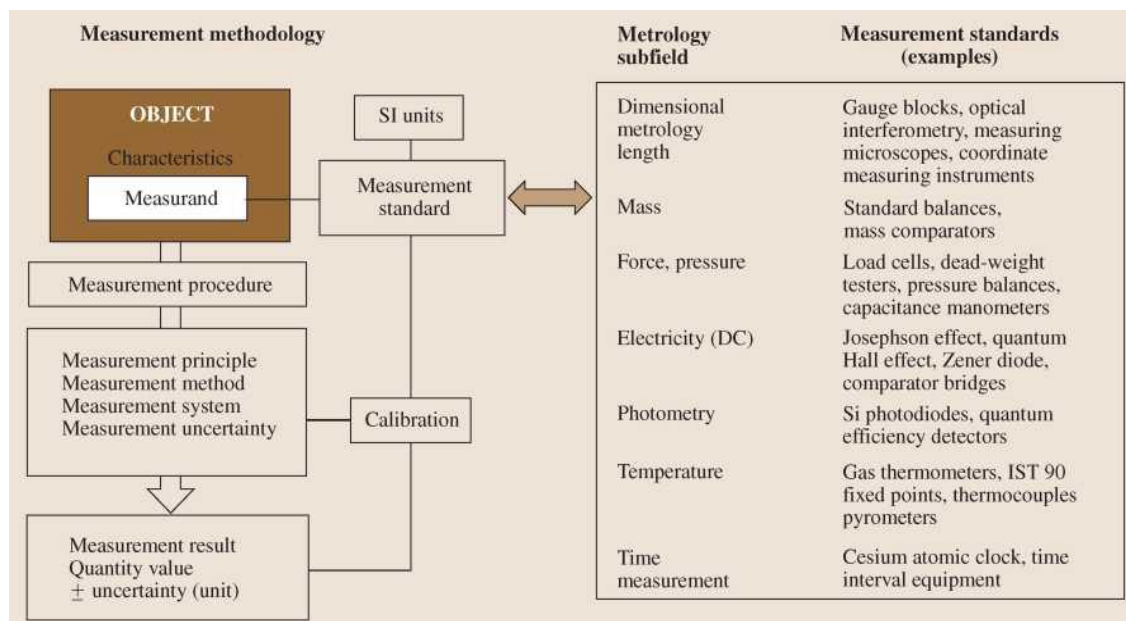 Measurement methodology
OBJECT
Characteristics
Measurand
SI units
Measurement
standard
Measurement procedure
Measurement principle
Measurement method
Measurement system
Measurement uncertainty
Calibration
Measurement result
Quantity value
± uncertainty (unit)
Metrology
subfield
Measurement standards
(examples)
Dimensional
metrology
length
Gauge blocks, optical
interferometry, measuring
microscopes, coordinate
measuring instruments
Mass
Standard balances,
mass comparators
Force, pressure
Load cells, dead-weight
testers, pressure balances,
capacitance manometers
Electricity (DC)
Josephson effect, quantum
Hall effect, Zener diode,
comparator bridges
Photometry
Si photodiodes, quantum
efficiency detectors
Temperature
Gas thermometers, IST 90
fixed points, thermocouples
pyrometers
Time
measurement
Cesium atomic clock, time
interval equipment